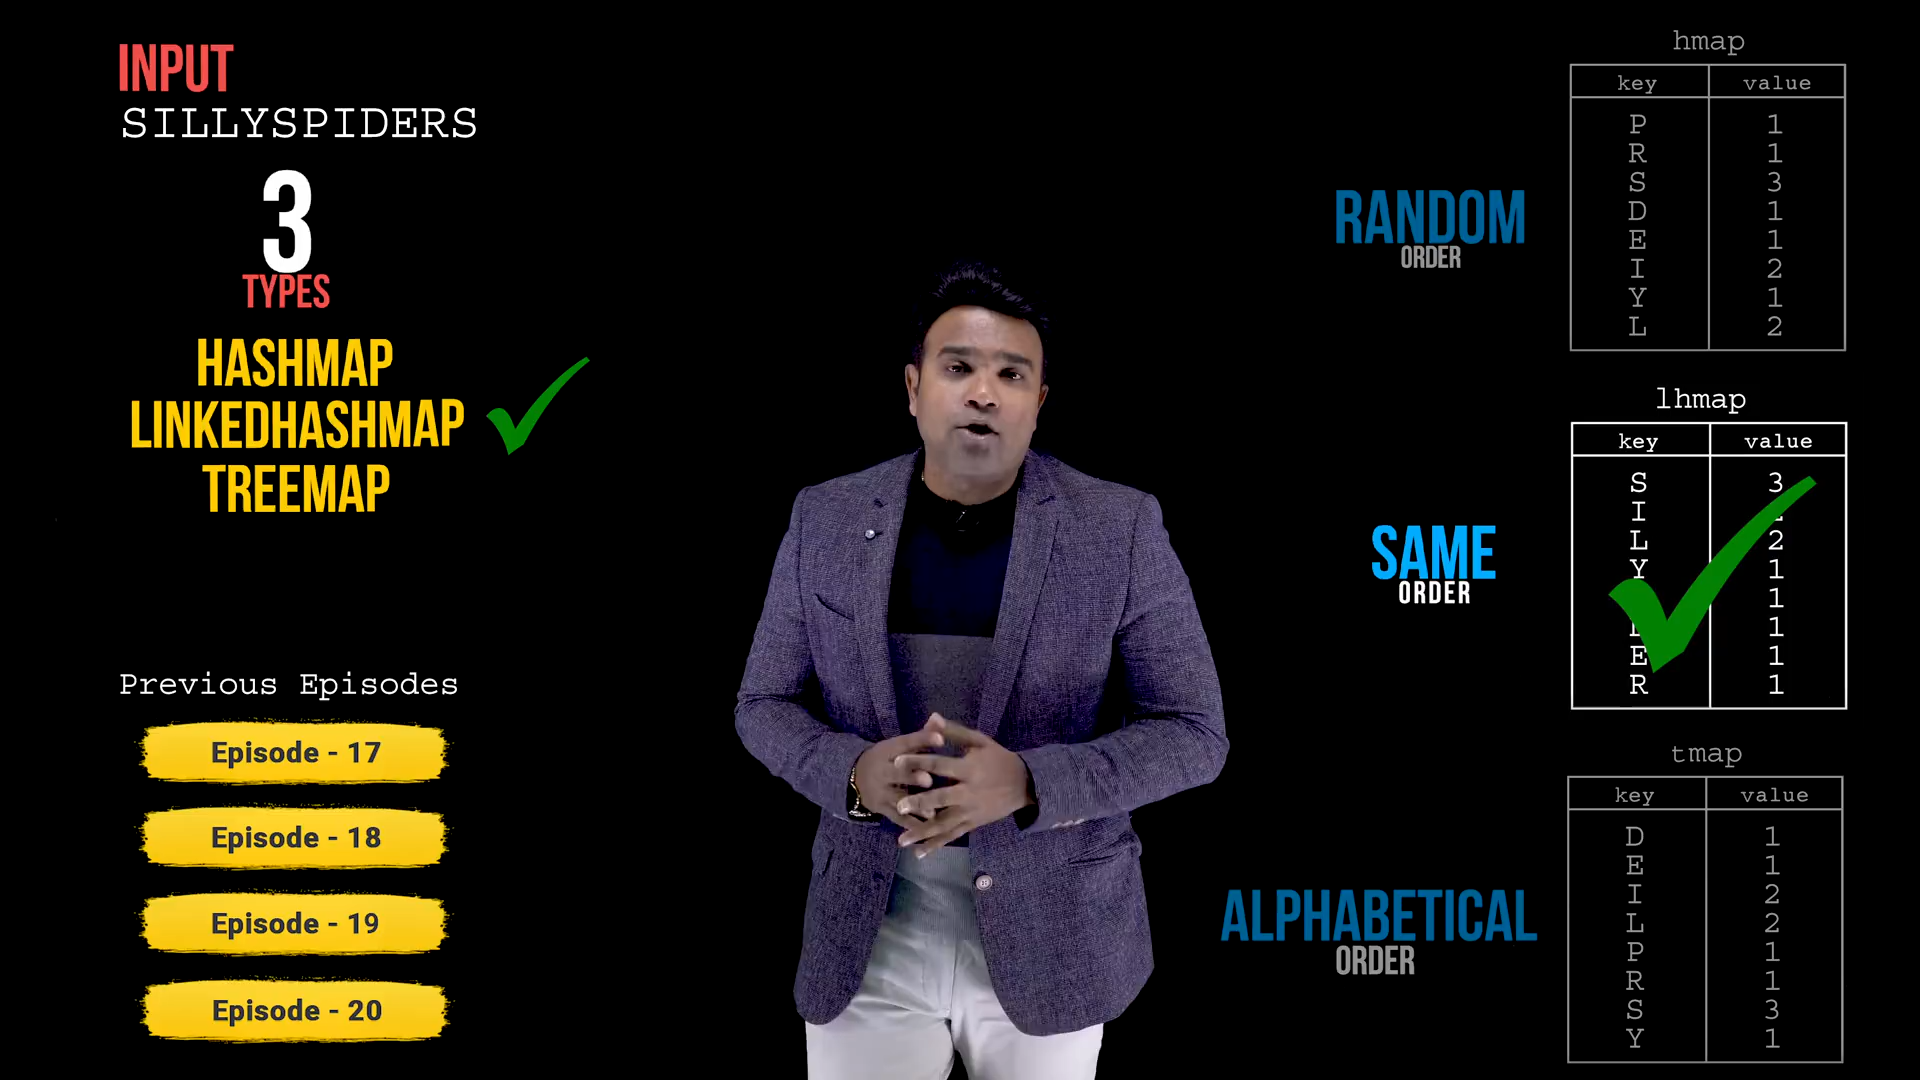 INPUT
SILLYSPIDERS
3
TYPES
HASHMAP
LINKEDHASHMAP
TREEMAP
Previous Episodes
Episode - 17
Episode - 18
Episode - 19
Episode - 20
RANDOM
ORDER
hmap
key value
P 1
R 1
S 3
D 1
E 1
I 2
Y 1
L 2
SAME
ORDER
lhmap
key value
S 3
I
L 2
Y 1
1
1
E 1
R 1
ALPHABETICAL
ORDER
tmap
key value
D 1
E 1
I 2
L 2
P 1
R 1
S 3
Y 1